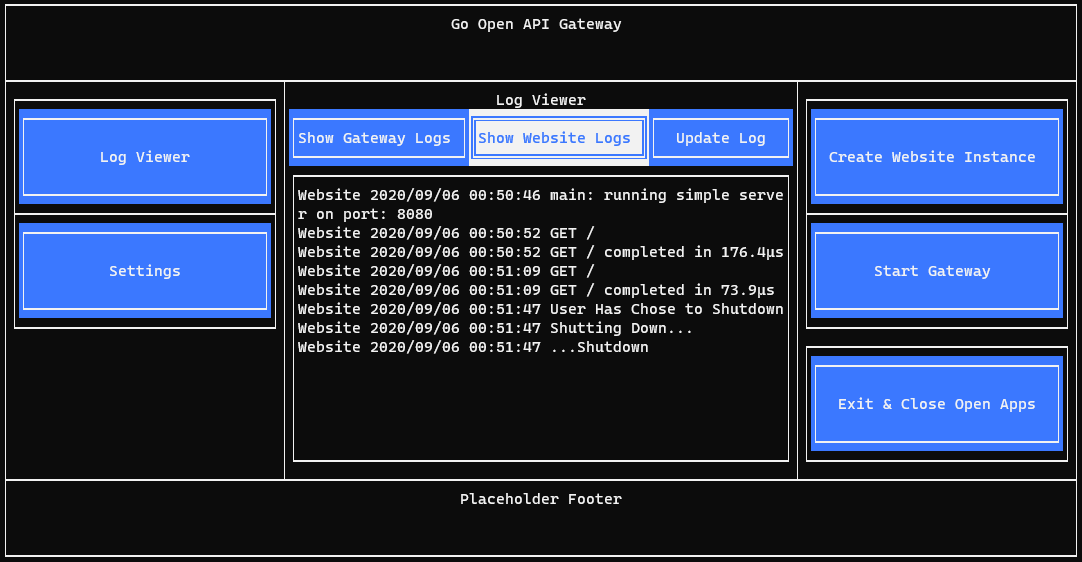 Go Open API Gateway
Log Viewer
Settings
Log Viewer
Show Gateway Logs
Show Website Logs
Update Log
Website 2020/09/06 00:50:46 main: running simple serve
r on port: 8080
Website 2020/09/06 00:50:52 GET /
Website 2020/09/06 00:50:52 GET / completed in 176.4µs
Website 2020/09/06 00:51:09 GET /
Website 2020/09/06 00:51:09 GET / completed in 73.9µs
Website 2020/09/06 00:51:47 User Has Chose to Shutdown
Website 2020/09/06 00:51:47 Shutting Down...
Website 2020/09/06 00:51:47 ...Shutdown
Create Website Instance
Start Gateway
Exit & Close Open Apps
Placeholder Footer